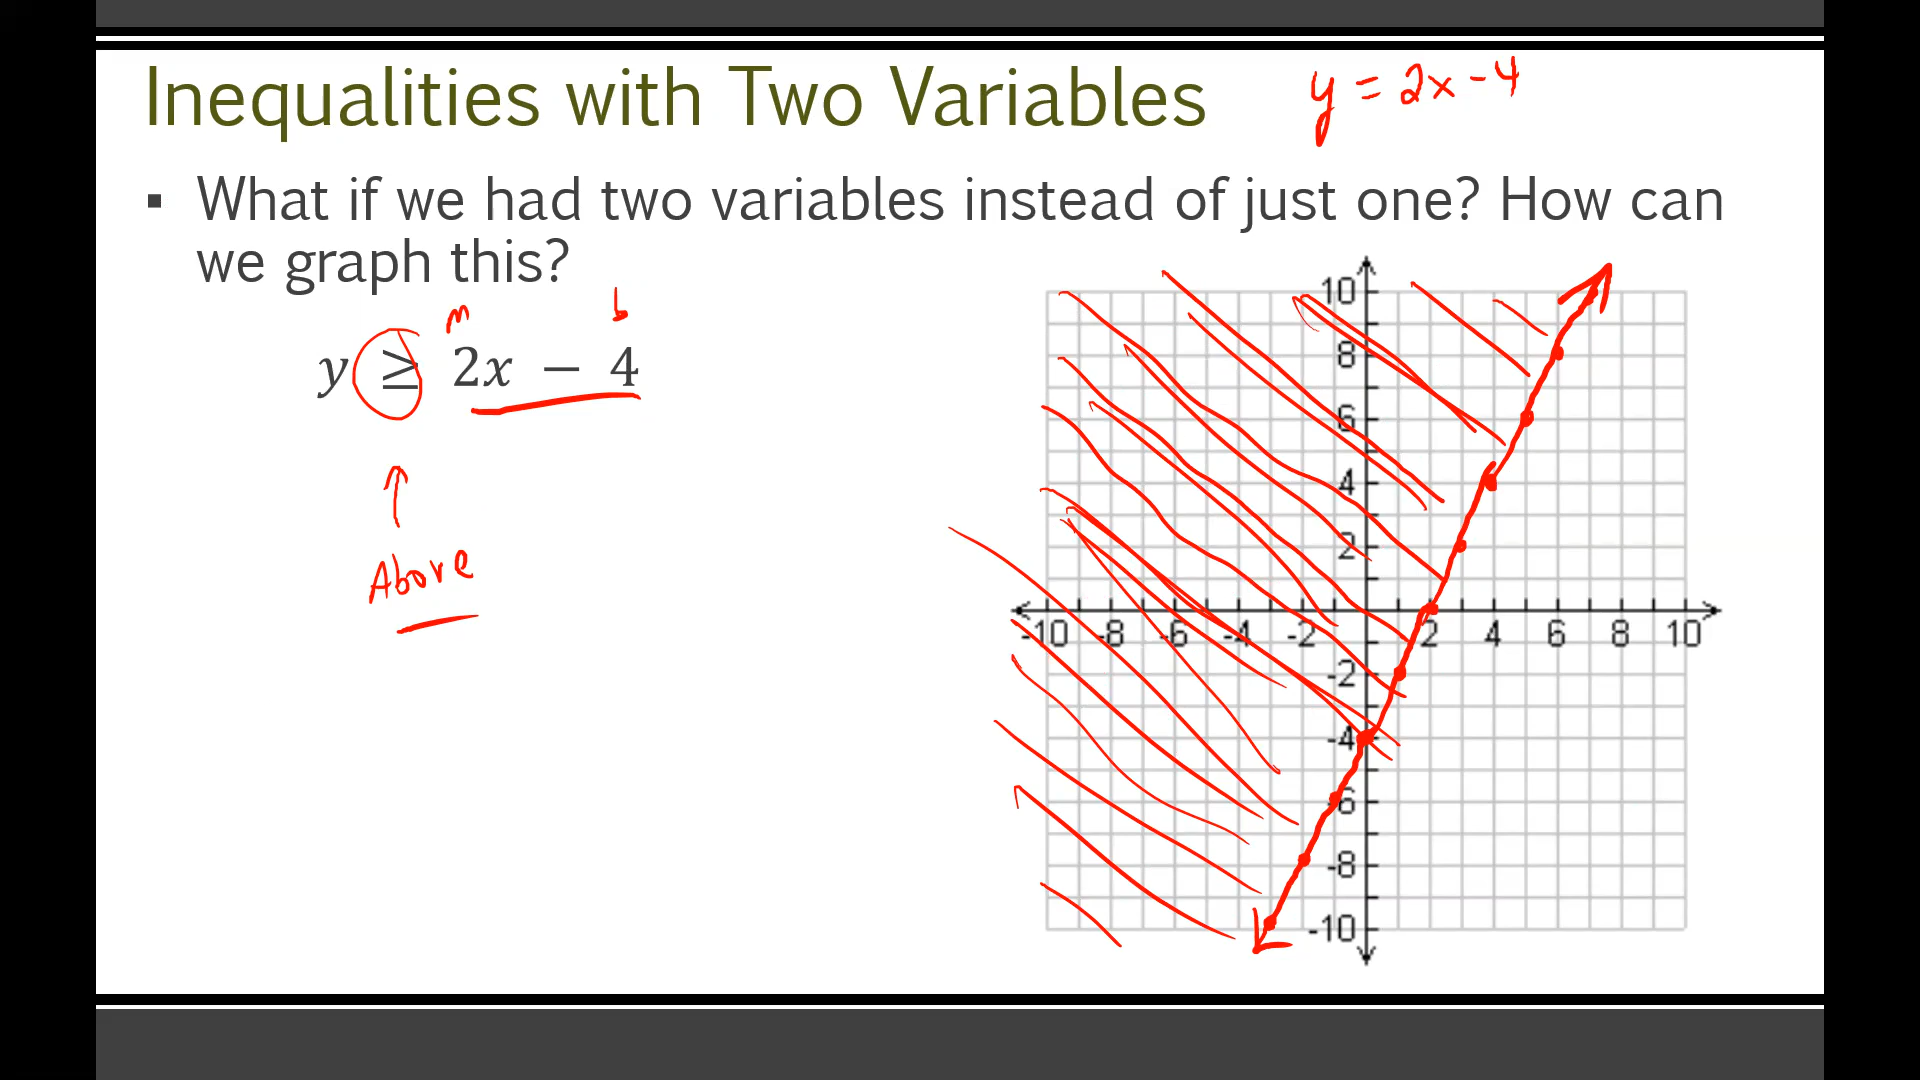 Inequalities with Two Variables
y = 2x - 4
▪ What if we had two variables instead of just one? How can
we graph this?
m b
y ≥ 2x − 4
Above
10
8
6
4
2
-10 -8 -6 -4 -2 2 4 6 8 10
-2
-4
-6
-8
-10